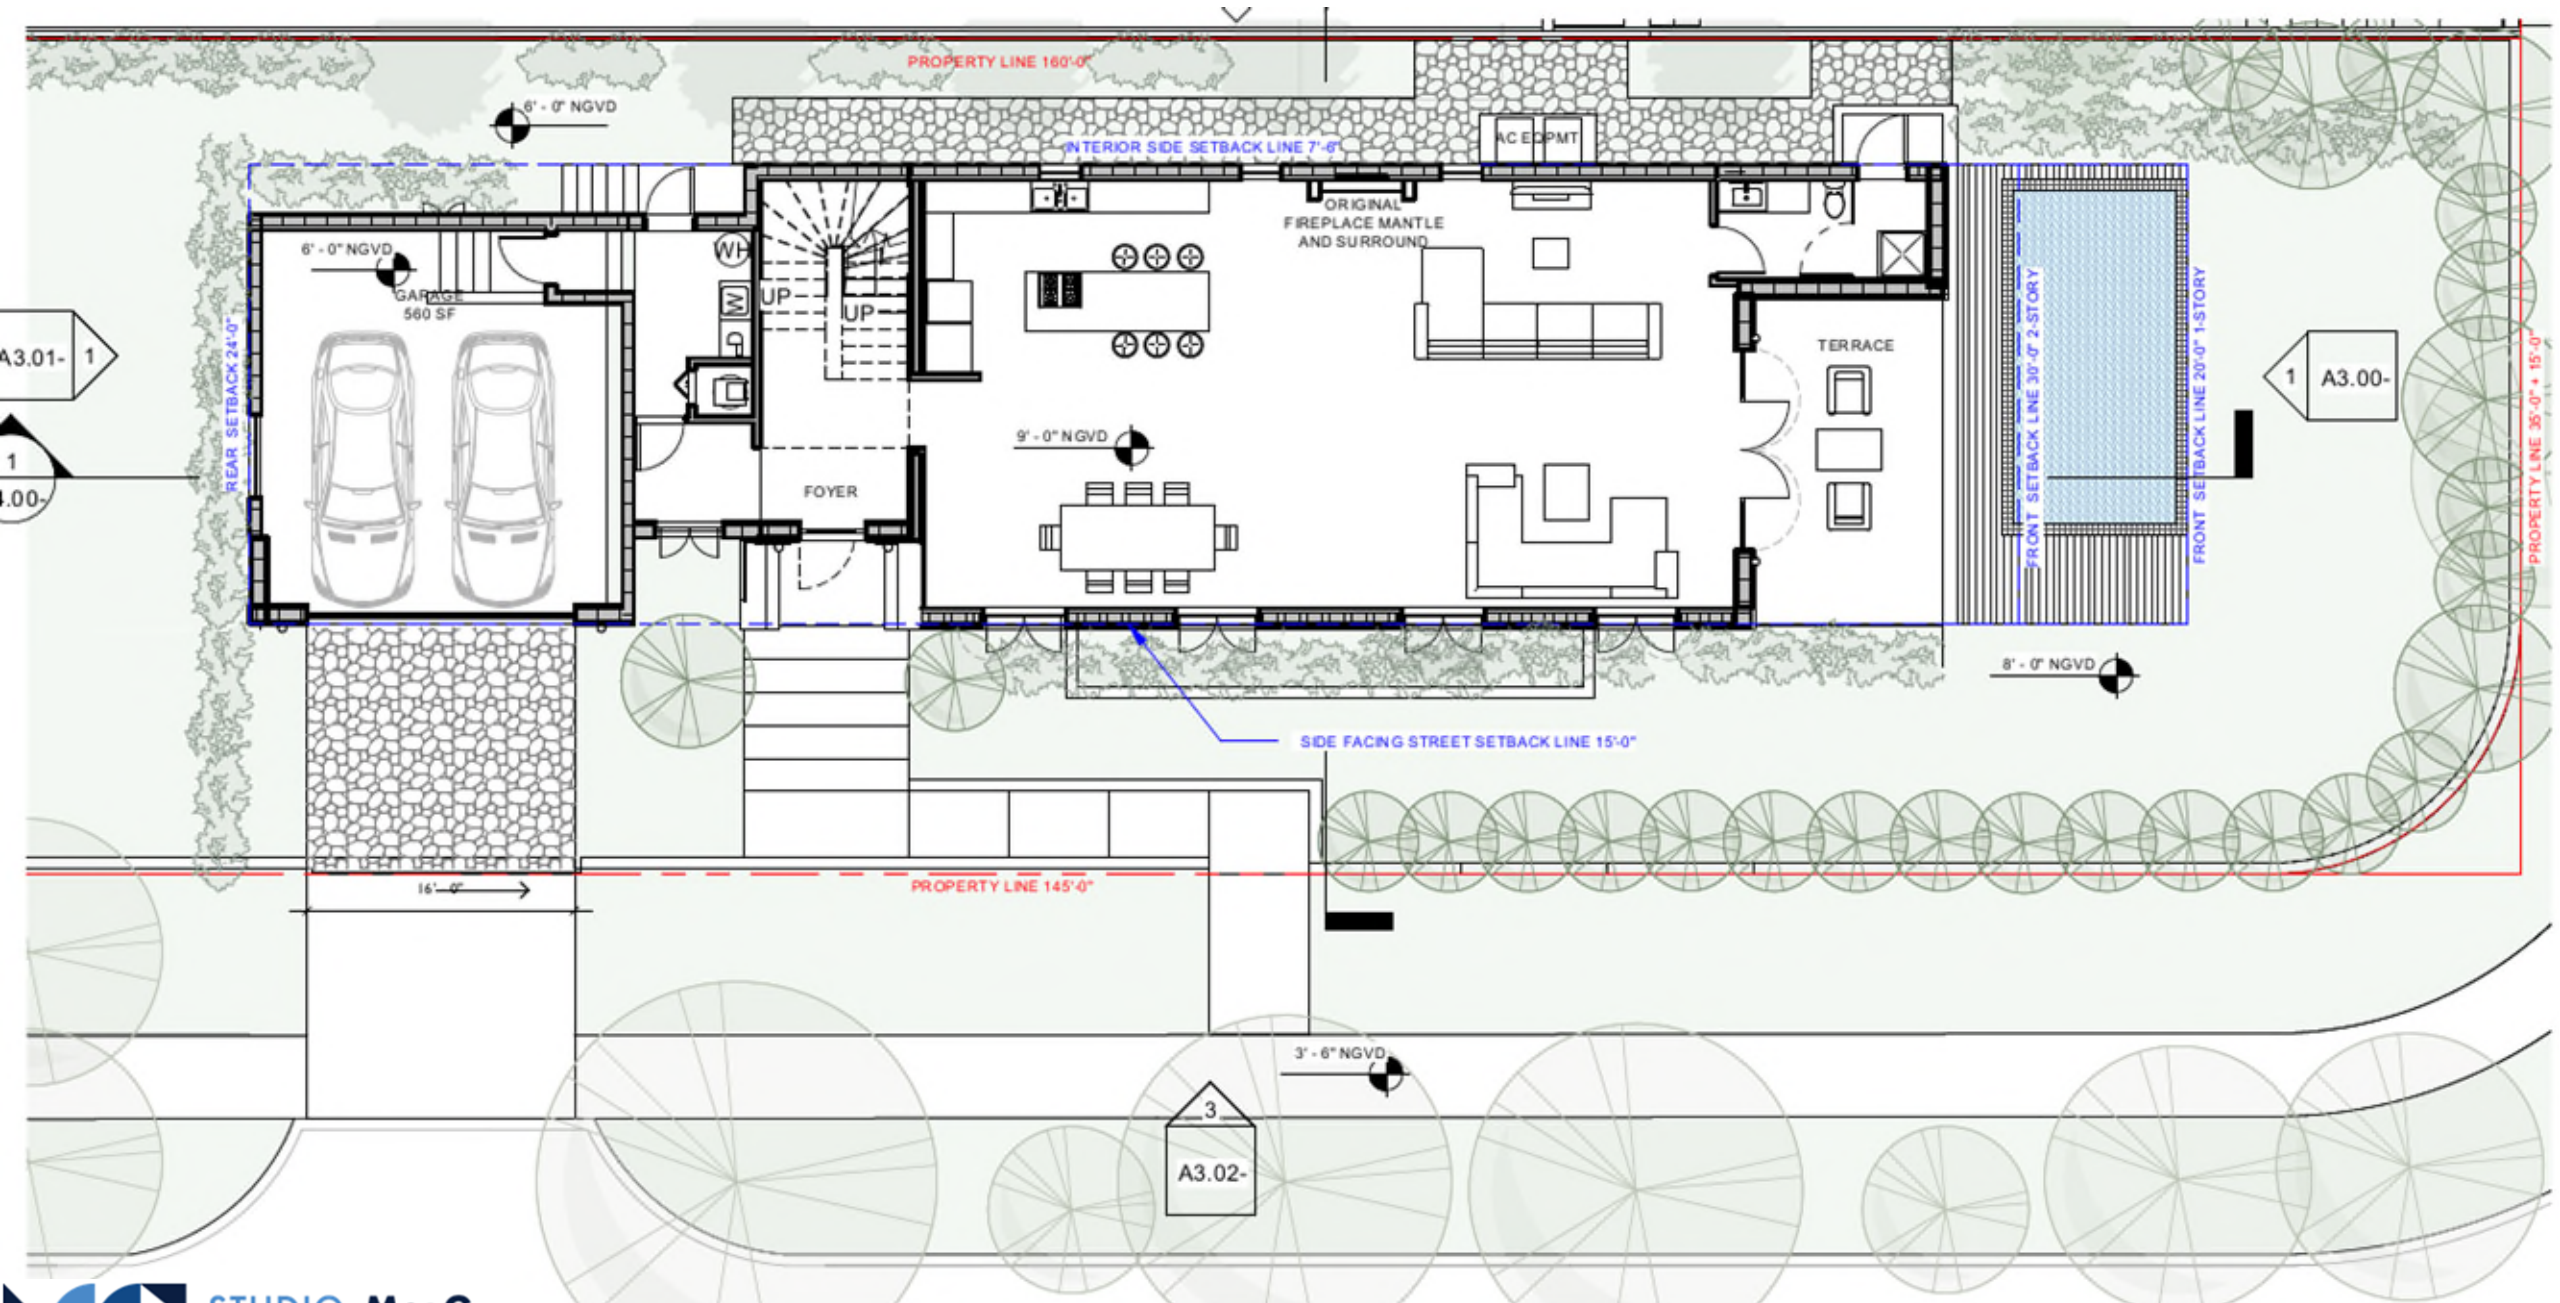 PROPERTY LINE 160'-0"
6' - 0" NGVD
INTERIOR SIDE SETBACK LINE 7'-6"
AC EQPMT
ORIGINAL
FIREPLACE MANTLE
AND SURROUND
6' - 0" NGVD
GARAGE
560 SF
WH
W
D
UP
UP
REAR SETBACK 24'-0"
A3.01-
1
1
TERRACE
FRONT SETBACK LINE 30'-0" 2-STORY
FRONT SETBACK LINE 20'-0" 1-STORY
1
A3.00-
PROPERTY LINE 35'-0" + 15'-0"
9' - 0" NGVD
FOYER
4.00-
8' - 0" NGVD
SIDE FACING STREET SETBACK LINE 15'-0"
16' - 0"
PROPERTY LINE 145'-0"
3' - 6" NGVD
3
A3.02-
STUDIO